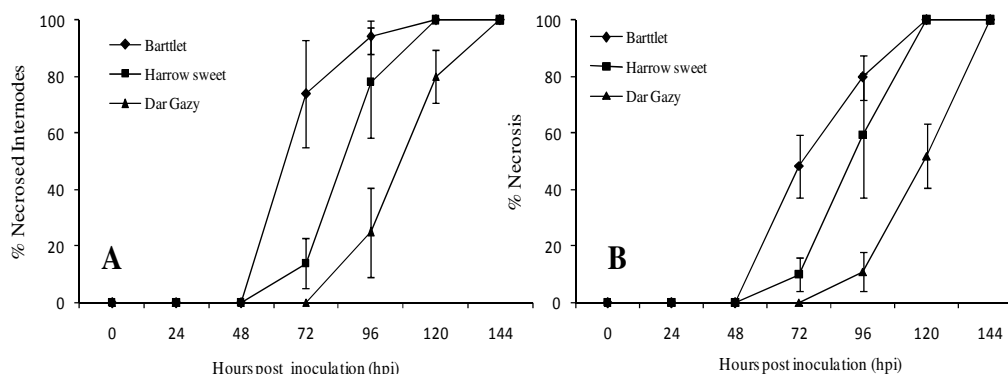 100
80
60
40
20
0
% Necrosed Internodes
Barttlet
Harrow sweet
Dar Gazy
A
0 24 48 72 96 120 144
Hours post inoculation (hpi)
100
80
60
40
20
0
% Necrosis
Barttlet
Harrow sweet
Dar Gazy
B
0 24 48 72 96 120 144
Hours post inoculation (hpi)